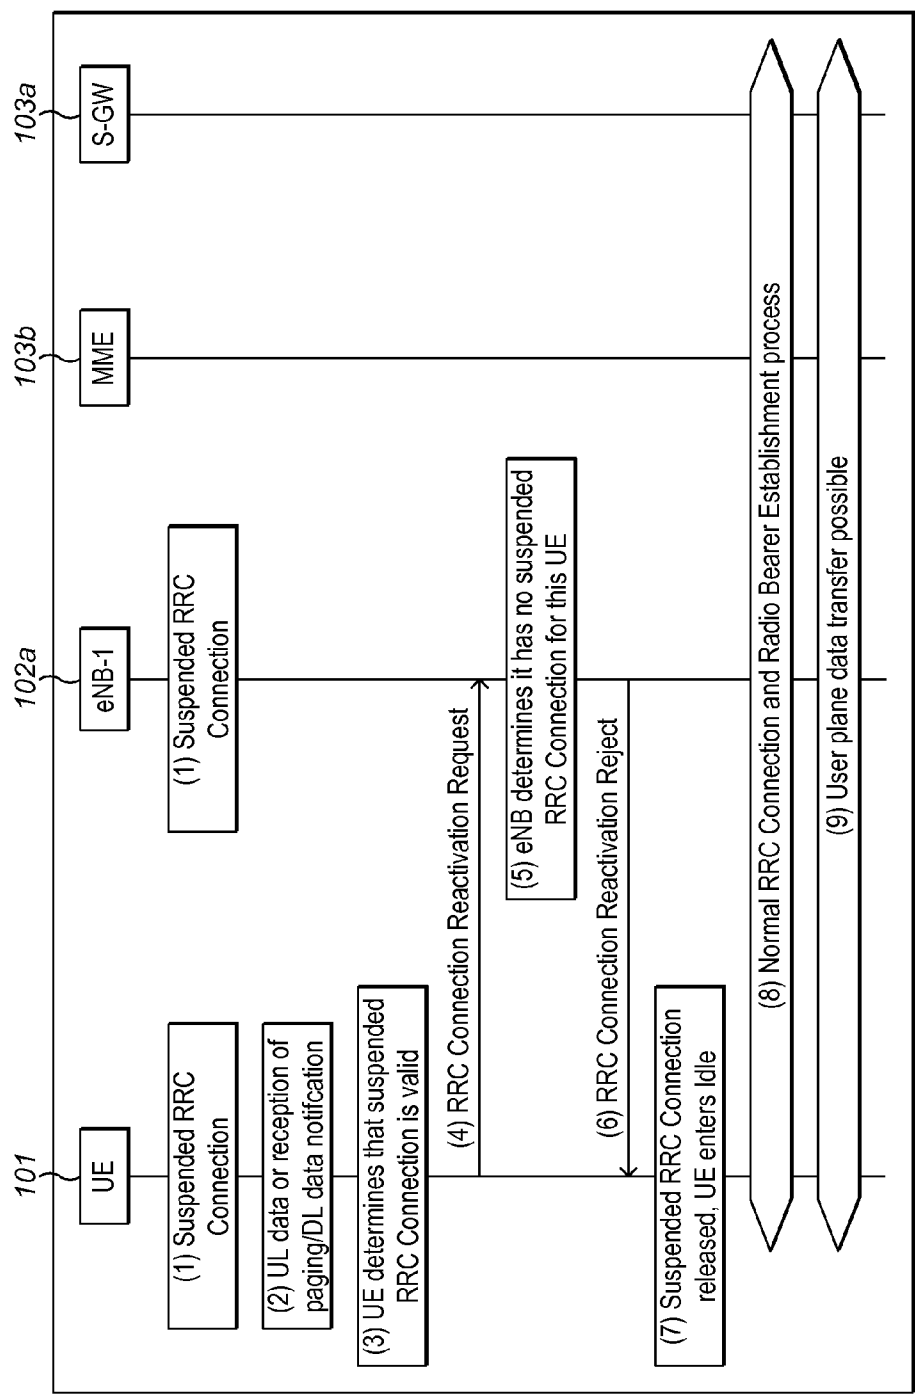 101
102a
103b
103a
UE
eNB-1
MME
S-GW
(1) Suspended RRC
Connection
(1) Suspended RRC
Connection
(2) UL data or reception of
paging/DL data notifcation
(3) UE determines that suspended
RRC Connection is valid
(4) RRC Connection Reactivation Request
(5) eNB determines it has no suspended
RRC Connection for this UE
(6) RRC Connection Reactivation Reject
(7) Suspended RRC Connection
released, UE enters Idle
(8) Normal RRC Connection and Radio Bearer Establishment process
(9) User plane data transfer possible